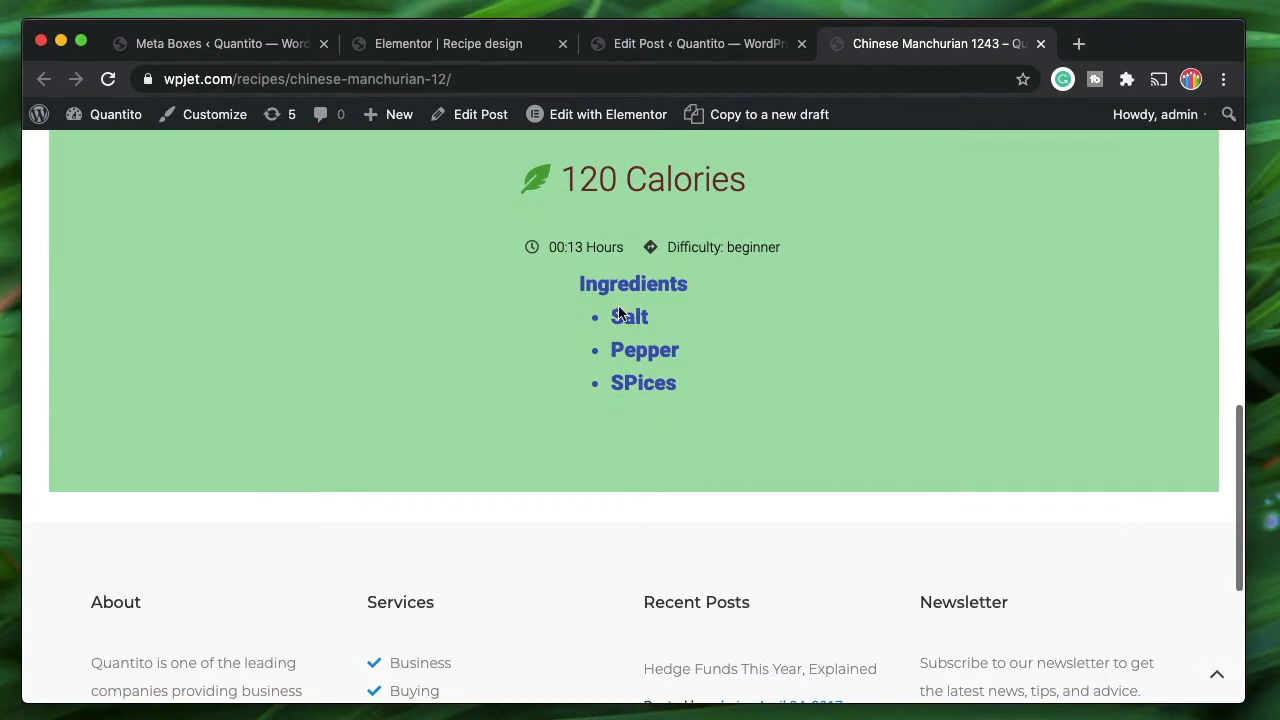 Meta Boxes ‹ Quantito — Word
Elementor | Recipe design
Edit Post ‹ Quantito — WordPr
Chinese Manchurian 1243 – Qu
wpjet.com/recipes/chinese-manchurian-12/
Quantito
Customize
5
0
New
Edit Post
Edit with Elementor
Copy to a new draft
Howdy, admin
120 Calories
00:13 Hours
Difficulty: beginner
Ingredients
• Salt
• Pepper
• SPices
About
Services
Recent Posts
Newsletter
Quantito is one of the leading
companies providing business
Business
Buying
Hedge Funds This Year, Explained
Subscribe to our newsletter to get
the latest news, tips, and advice.